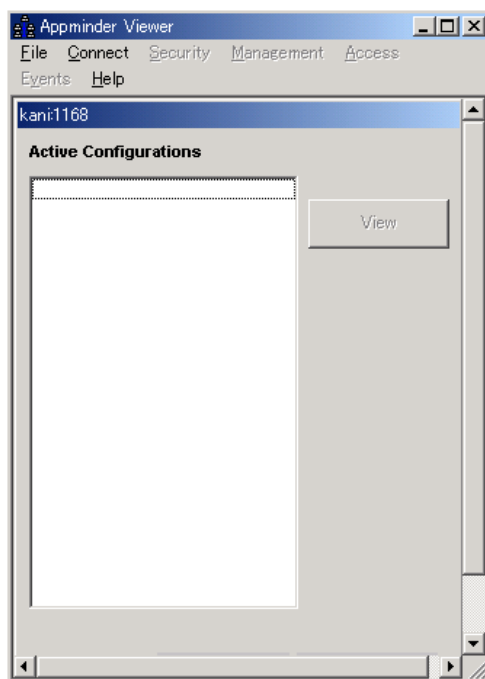 Appminder Viewer
File Connect Security Management Access
Events Help
kani:1168
Active Configurations
View